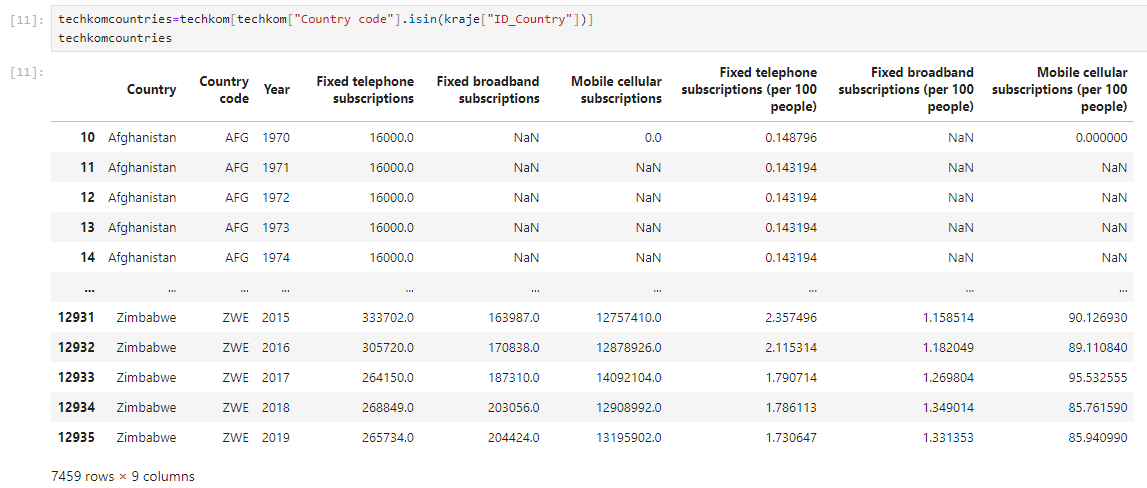 [11]: techkomcountries=techkom[techkom["Country code"].isin(kraje["ID_Country"])]
techkomcountries
[11]:
Country Country code Year Fixed telephone subscriptions Fixed broadband subscriptions Mobile cellular subscriptions Fixed telephone subscriptions (per 100 people) Fixed broadband subscriptions (per 100 people) Mobile cellular subscriptions (per 100 people)
10 Afghanistan AFG 1970 16000.0 NaN 0.0 0.148796 NaN 0.000000
11 Afghanistan AFG 1971 16000.0 NaN NaN 0.143194 NaN NaN
12 Afghanistan AFG 1972 16000.0 NaN NaN 0.143194 NaN NaN
13 Afghanistan AFG 1973 16000.0 NaN NaN 0.143194 NaN NaN
14 Afghanistan AFG 1974 16000.0 NaN NaN 0.143194 NaN NaN
... ... ... ... ... ... ... ... ... ...
12931 Zimbabwe ZWE 2015 333702.0 163987.0 12757410.0 2.357496 1.158514 90.126930
12932 Zimbabwe ZWE 2016 305720.0 170838.0 12878926.0 2.115314 1.182049 89.110840
12933 Zimbabwe ZWE 2017 264150.0 187310.0 14092104.0 1.790714 1.269804 95.532555
12934 Zimbabwe ZWE 2018 268849.0 203056.0 12908992.0 1.786113 1.349014 85.761590
12935 Zimbabwe ZWE 2019 265734.0 204424.0 13195902.0 1.730647 1.331353 85.940990
7459 rows × 9 columns